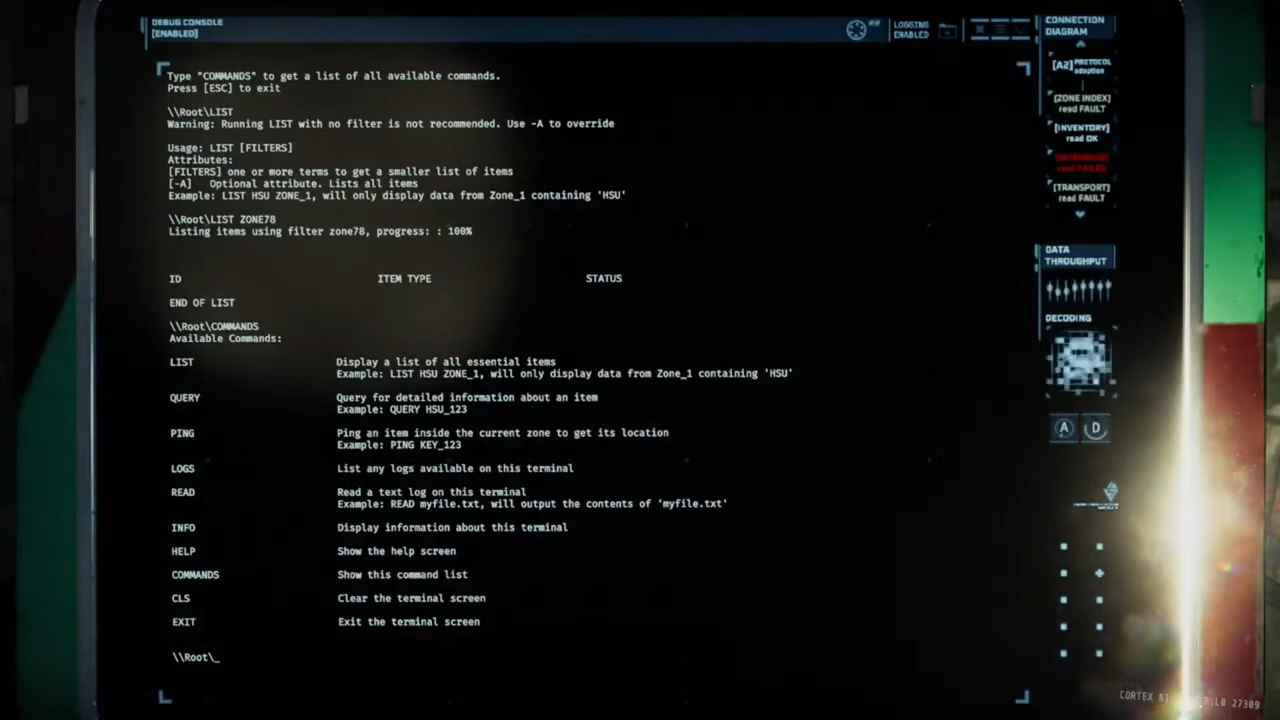 DEBUG CONSOLE
[ENABLED]
LOGGING
ENABLED
CONNECTION
DIAGRAM
Type "COMMANDS" to get a list of all available commands.
Press [ESC] to exit
\\Root\LIST
Warning: Running LIST with no filter is not recommended. Use -A to override
Usage: LIST [FILTERS]
Attributes:
[FILTERS] one or more terms to get a smaller list of items
[-A] Optional attribute. Lists all items
Example: LIST HSU ZONE_1, will only display data from Zone_1 containing 'HSU'
\\Root\LIST ZONE78
Listing items using filter zone78, progress: : 100%
ID ITEM TYPE STATUS
END OF LIST
\\Root\COMMANDS
Available Commands:
LIST Display a list of all essential items
Example: LIST HSU ZONE_1, will only display data from Zone_1 containing 'HSU'
QUERY Query for detailed information about an item
Example: QUERY HSU_123
PING Ping an item inside the current zone to get its location
Example: PING KEY_123
LOGS List any logs available on this terminal
READ Read a text log on this terminal
Example: READ myfile.txt, will output the contents of 'myfile.txt'
INFO Display information about this terminal
HELP Show the help screen
COMMANDS Show this command list
CLS Clear the terminal screen
EXIT Exit the terminal screen
\\Root\_
[A2] PROTOCOL
adaption
[ZONE INDEX]
read FAULT
[INVENTORY]
read OK
read FAILED
[TRANSPORT]
read FAULT
DATA
THROUGHPUT
DECODING
A D
CORTEX 27309